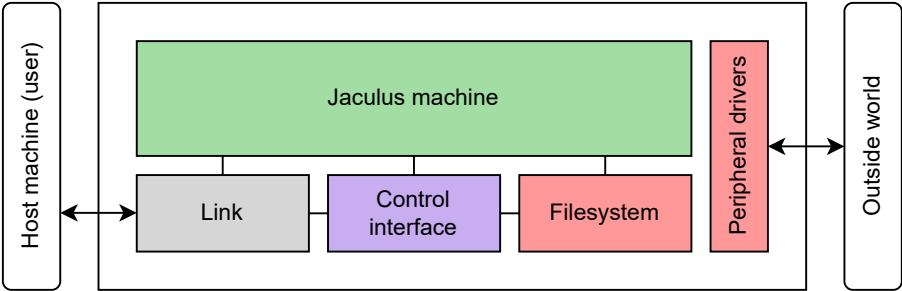 Host machine (user)
Jaculus machine
Link
Control
interface
Filesystem
Peripheral drivers
Outside world